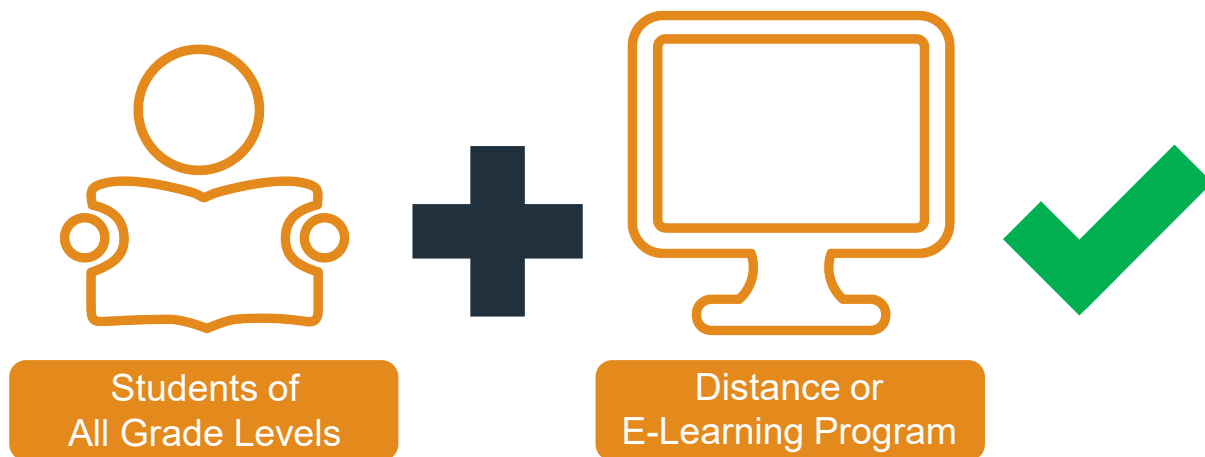 Students of
All Grade Levels
Distance or
E-Learning Program